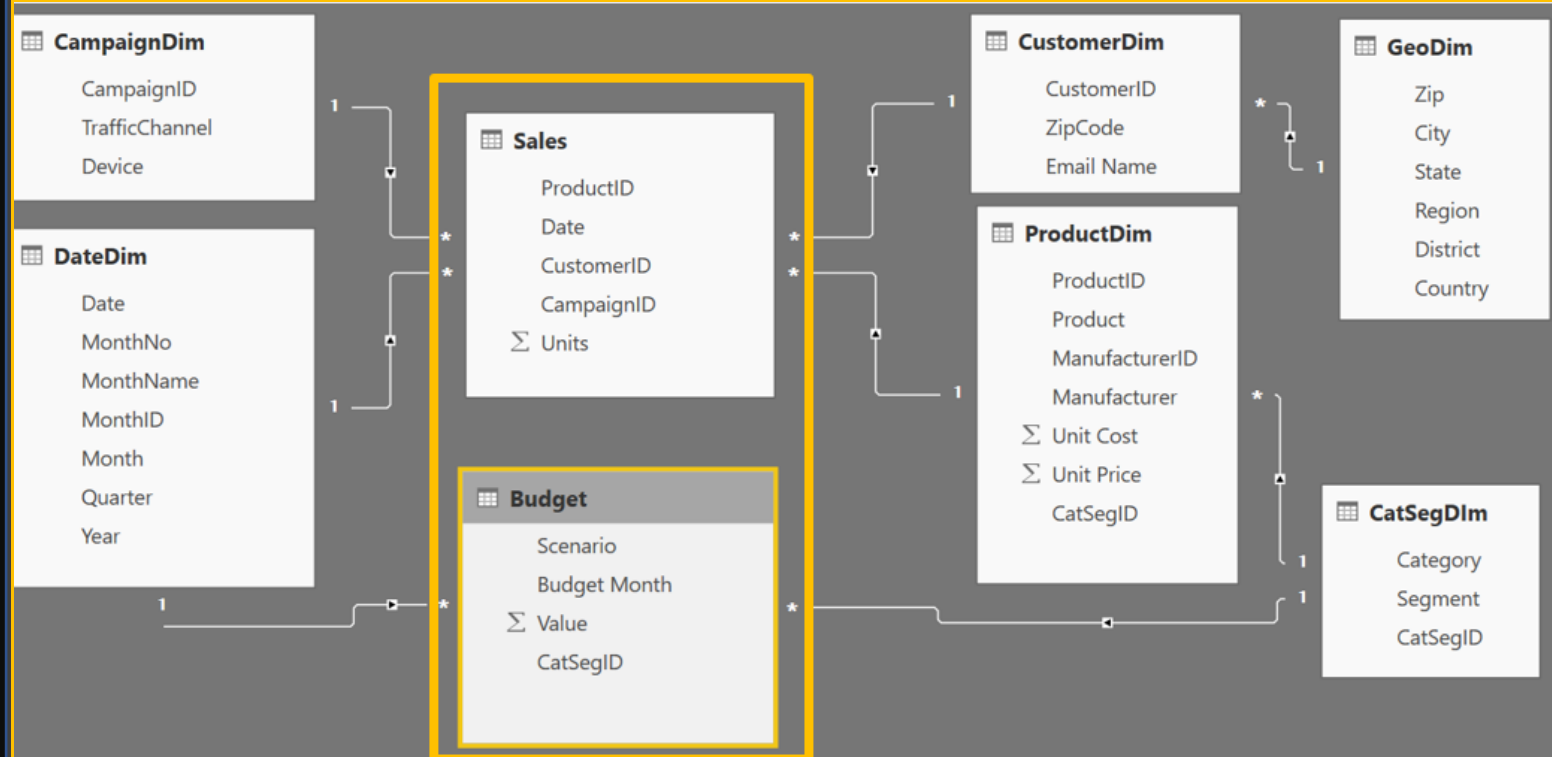 CampaignDim
CampaignID
TrafficChannel
Device
1
*
DateDim
Date
MonthNo
MonthName
MonthID
Month
Quarter
Year
1
*
1
*
Sales
ProductID
Date
CustomerID
CampaignID
Σ Units
Budget
Scenario
Budget Month
Σ Value
CatSegID
*
*
*
CustomerDim
CustomerID
ZipCode
Email Name
1
*
1
ProductDim
ProductID
Product
ManufacturerID
Manufacturer
Σ Unit Cost
Σ Unit Price
CatSegID
1
*
GeoDim
Zip
City
State
Region
District
Country
CatSegDIm
Category
Segment
CatSegID
1
1